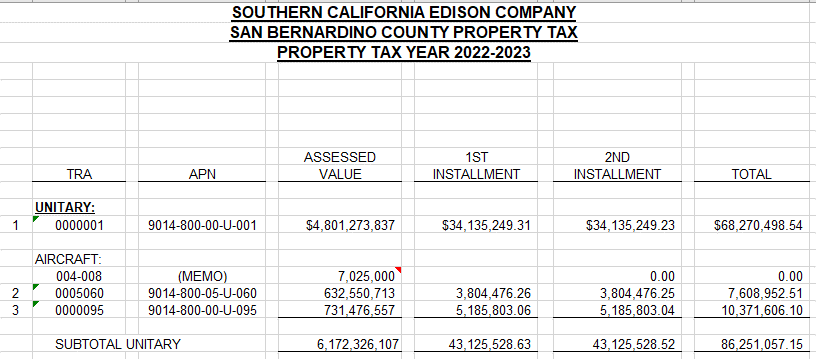 SOUTHERN CALIFORNIA EDISON COMPANY
SAN BERNARDINO COUNTY PROPERTY TAX
PROPERTY TAX YEAR 2022-2023
ASSESSED 1ST 2ND
TRA APN VALUE INSTALLMENT INSTALLMENT TOTAL
UNITARY:
1 0000001 9014-800-00-U-001 $4,801,273,837 $34,135,249.31 $34,135,249.23 $68,270,498.54
AIRCRAFT:
004-008 (MEMO) 7,025,000 0.00 0.00
2 0005060 9014-800-05-U-060 632,550,713 3,804,476.26 3,804,476.25 7,608,952.51
3 0000095 9014-800-00-U-095 731,476,557 5,185,803.06 5,185,803.04 10,371,606.10
SUBTOTAL UNITARY 6,172,326,107 43,125,528.63 43,125,528.52 86,251,057.15